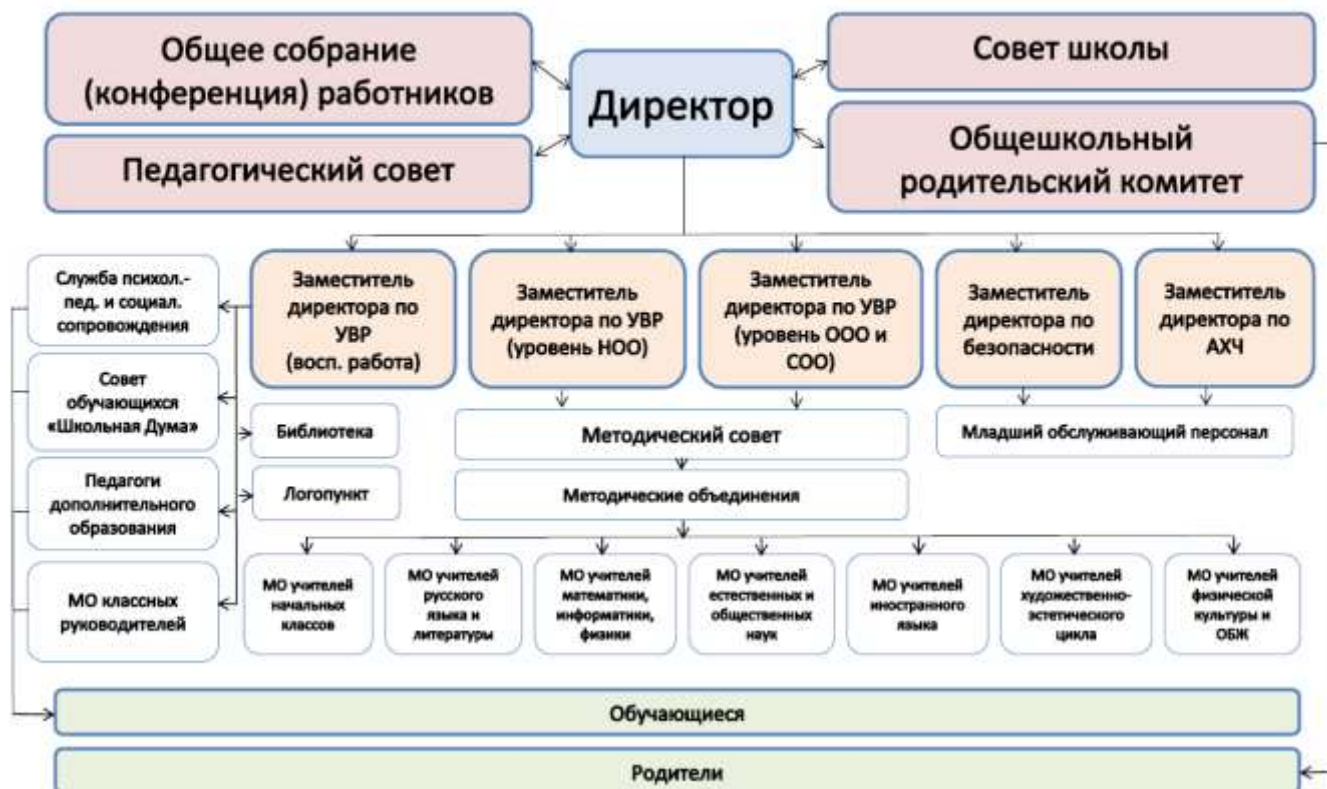 Общее собрание
(конференция) работников
Директор
Совет школы
Педагогический совет
Общешкольный
родительский комитет
Служба психол.-
пед. и социал.
сопровождения
Заместитель
директора по
УВР
(восп. работа)
Заместитель
директора по УВР
(уровень НОО)
Заместитель
директора по УВР
(уровень ООО и
СОО)
Заместитель
директора по
безопасности
Заместитель
директора по
АХЧ
Совет
обучающихся
«Школьная Дума»
Библиотека
Методический совет
Младший обслуживающий персонал
Педагоги
дополнительного
образования
Логопункт
Методические объединения
МО классных
руководителей
МО учителей
начальных
классов
МО учителей
русского
языка и
литературы
МО учителей
математики,
информатики,
физики
МО учителей
естественных и
общественных
наук
МО учителей
иностранного
языка
МО учителей
художественно-
эстетического
цикла
МО учителей
физической
культуры и
ОБЖ
Обучающиеся
Родители